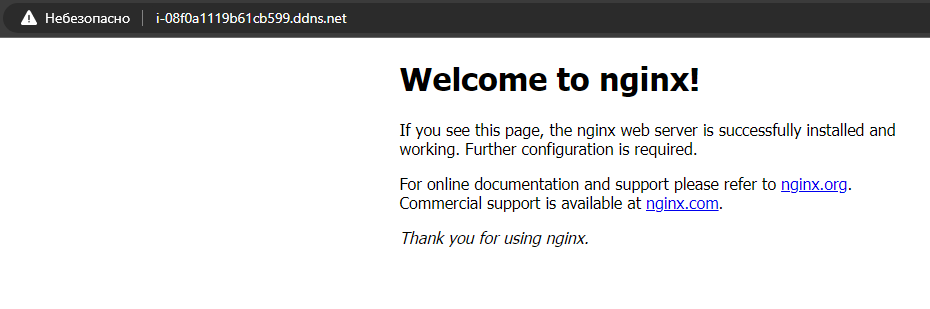 Небезопасно i-08f0a1119b61cb599.ddns.net
Welcome to nginx!
If you see this page, the nginx web server is successfully installed and
working. Further configuration is required.
For online documentation and support please refer to nginx.org.
Commercial support is available at nginx.com.
Thank you for using nginx.